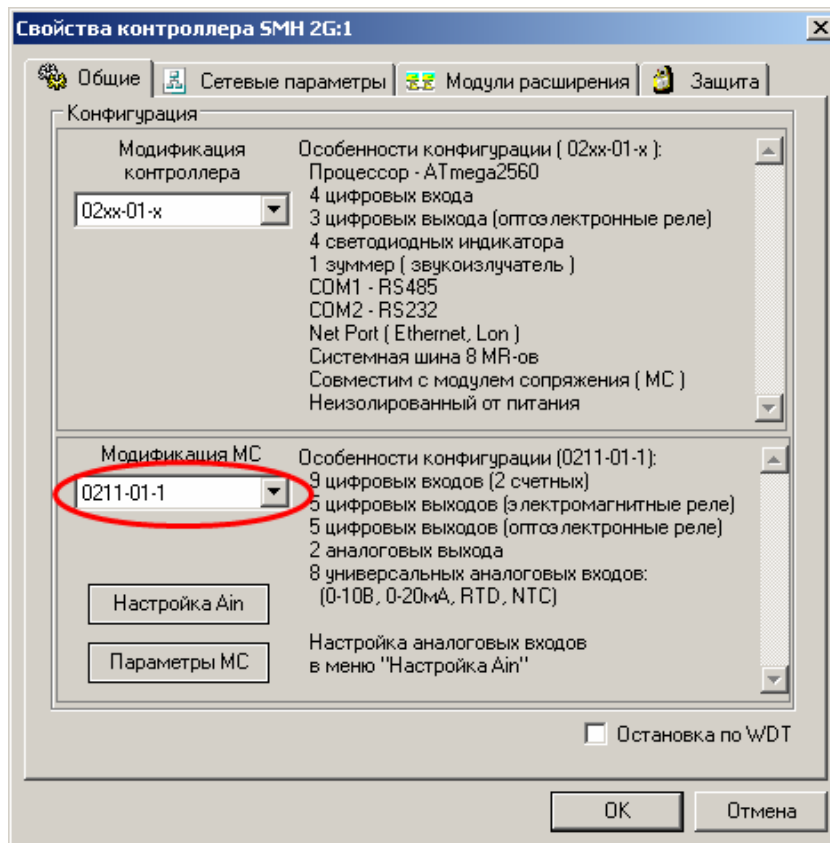 Свойства контроллера SMH 2G:1
Общие
Сетевые параметры
Модули расширения
Защита
Конфигурация
Модификация
контроллера
02xx-01-x
Особенности конфигурации ( 02xx-01-x ):
Процессор - ATmega2560
4 цифровых входа
3 цифровых выхода (оптоэлектронные реле)
4 светодиодных индикатора
1 зуммер ( звукоизлучатель )
COM1 - RS485
COM2 - RS232
Net Port ( Ethernet, Lon )
Системная шина 8 MR-ов
Совместим с модулем сопряжения ( MC )
Неизолированный от питания
Модификация MC
0211-01-1
Настройка Ain
Параметры MC
Особенности конфигурации (0211-01-1):
9 цифровых входов (2 счетных)
5 цифровых выходов (электромагнитные реле)
5 цифровых выходов (оптоэлектронные реле)
2 аналоговых выхода
8 универсальных аналоговых входов:
(0-10В, 0-20мА, RTD, NTC)
Настройка аналоговых входов
в меню "Настройка Ain"
Остановка по WDT
OK
Отмена